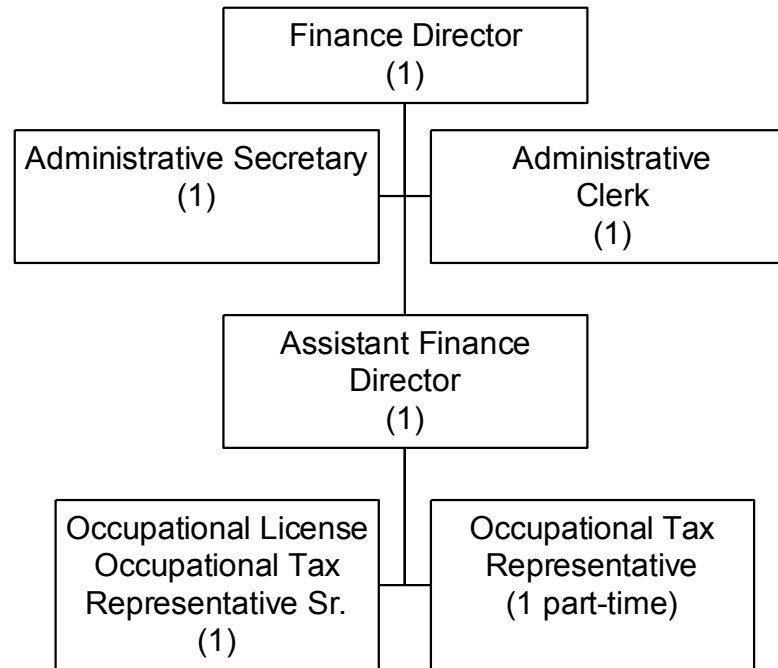 Finance Director
(1)
Administrative Secretary
(1)
Administrative
Clerk
(1)
Assistant Finance
Director
(1)
Occupational License
Occupational Tax
Representative Sr.
(1)
Occupational Tax
Representative
(1 part-time)